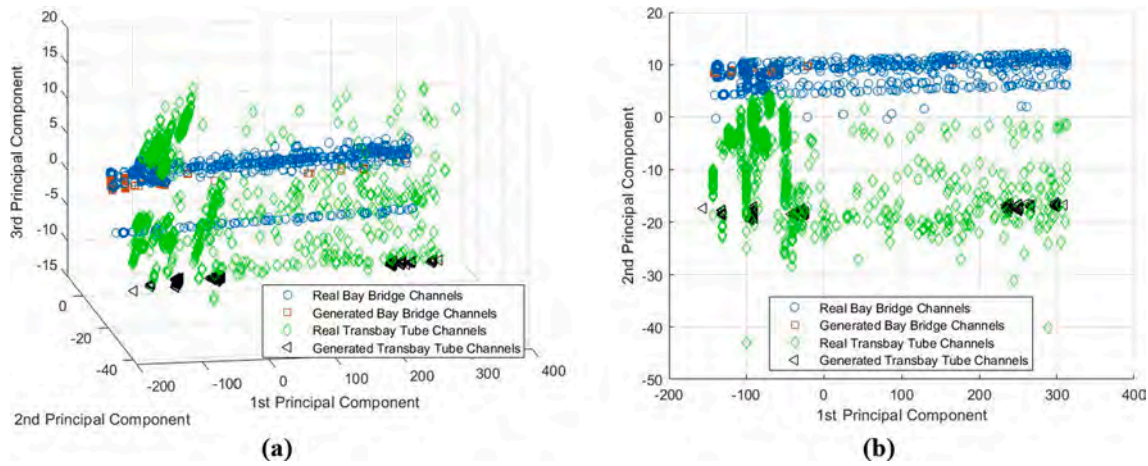 20
15
10
5
0
-5
-10
-15
3rd Principal Component
0
-20
-40
2nd Principal Component
-200
-100
0
100
200
300
400
1st Principal Component
Real Bay Bridge Channels
Generated Bay Bridge Channels
Real Transbay Tube Channels
Generated Transbay Tube Channels
(a)
20
10
0
-10
-20
-30
-40
-50
2nd Principal Component
-200
-100
0
100
200
300
400
1st Principal Component
Real Bay Bridge Channels
Generated Bay Bridge Channels
Real Transbay Tube Channels
Generated Transbay Tube Channels
(b)